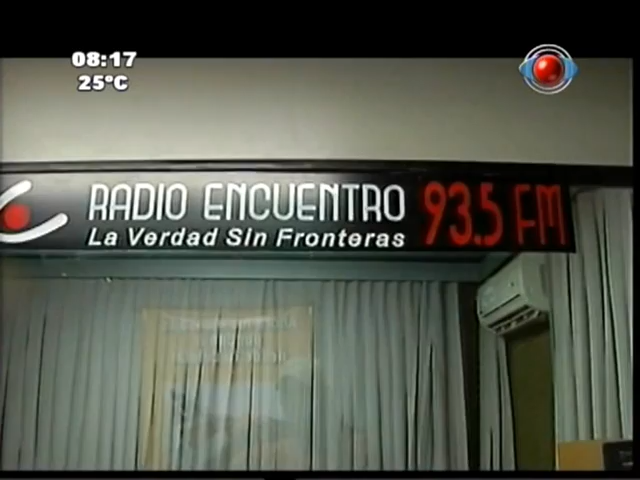 08:17
25°C
RADIO ENCUENTRO 93.5 FM
La Verdad Sin Fronteras